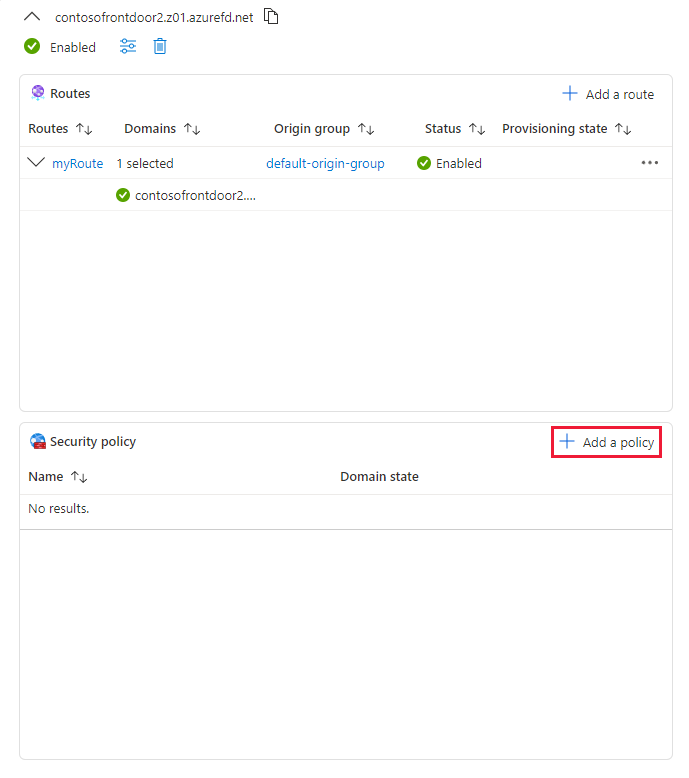 contosofrontdoor2.z01.azurefd.net
Enabled
Routes
Add a route
Routes Domains Origin group Status Provisioning state
myRoute 1 selected default-origin-group Enabled
contosofrontdoor2....
Security policy
Add a policy
Name Domain state
No results.